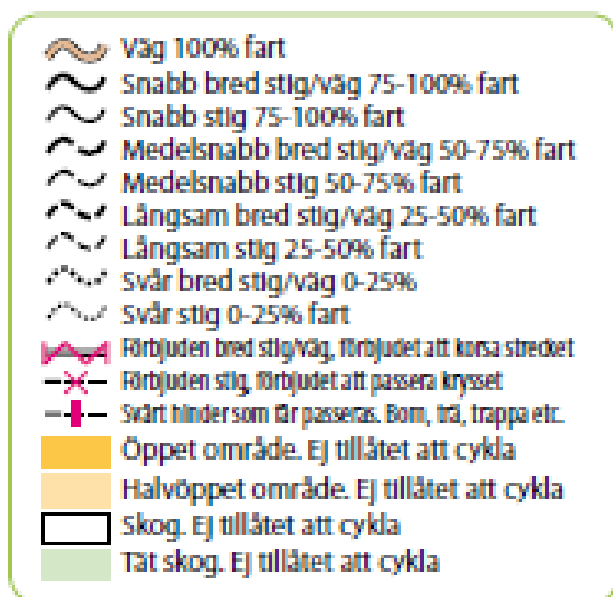 Väg 100% fart
Snabb bred stig/väg 75-100% fart
Snabb stig 75-100% fart
Medelsnabb bred stig/väg 50-75% fart
Medelsnabb stig 50-75% fart
Långsam bred stig/väg 25-50% fart
Långsam stig 25-50% fart
Svår bred stig/väg 0-25%
Svår stig 0-25% fart
Förbjuden bred stig/väg, förbjudet att korsa strecket
Förbjuden stig, förbjudet att passera krysset
Svårt hinder som får passeras. Bom, trä, trappa etc.
Öppet område. Ej tillåtet att cykla
Halvöppet område. Ej tillåtet att cykla
Skog. Ej tillåtet att cykla
Tät skog. Ej tillåtet att cykla